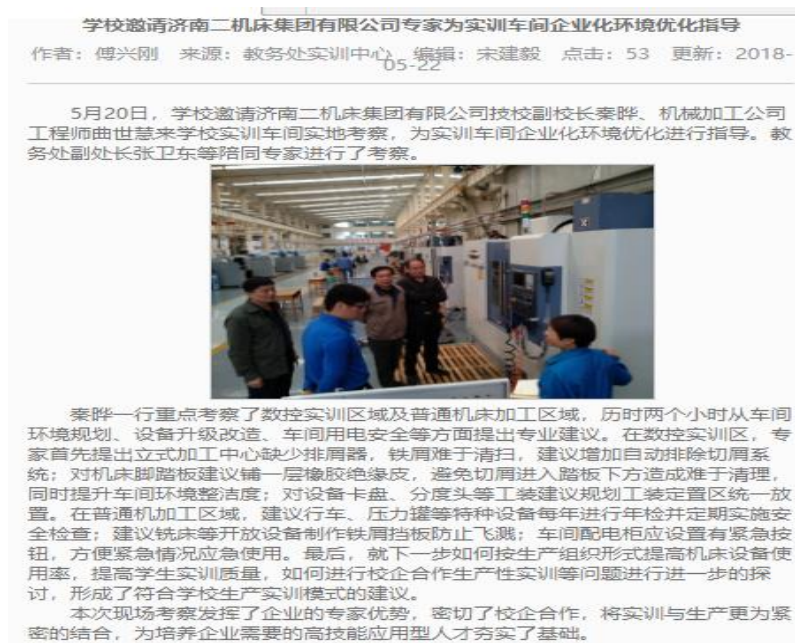 学校邀请济南二机床集团有限公司专家为实训车间企业化环境优化指导
作者：傅兴刚 来源：教务处实训中心 编辑：宋建毅 点击：53 更新：2018-
05-22
5月20日，学校邀请济南二机床集团有限公司技校副校长秦晔、机械加工公司
工程师曲世慧来学校实训车间实地考察，为实训车间企业化环境优化进行指导。教
务处副处长张卫东等陪同专家进行了考察。
秦晔一行重点考察了数控实训区域及普通机床加工区域，历时两个小时从车间
环境规划、设备升级改造、车间用电安全等方面提出专业建议。在数控实训区，专
家首先提出立式加工中心缺少排屑器，铁屑难于清扫，建议增加自动排除切屑系
统；对机床脚踏板建议铺一层橡胶绝缘皮，避免切屑进入踏板下方造成难于清理，
同时提升车间环境整洁度；对设备卡盘、分度头等工装建议规划工装定置区统一放
置。在普通机加工区域，建议行车、压力罐等特种设备每年进行年检并定期实施安
全检查；建议铣床等开放设备制作铁屑挡板防止飞溅；车间配电柜应设置有紧急按
钮，方便紧急情况应急使用。最后，就下一步如何按生产组织形式提高机床设备使
用率，提高学生实训质量，如何进行校企合作生产性实训等问题进行进一步的探
讨，形成了符合学校生产实训模式的建议。
本次现场考察发挥了企业的专家优势，密切了校企合作，将实训与生产更为紧
密的结合，为培养企业需要的高技能应用型人才夯实了基础。